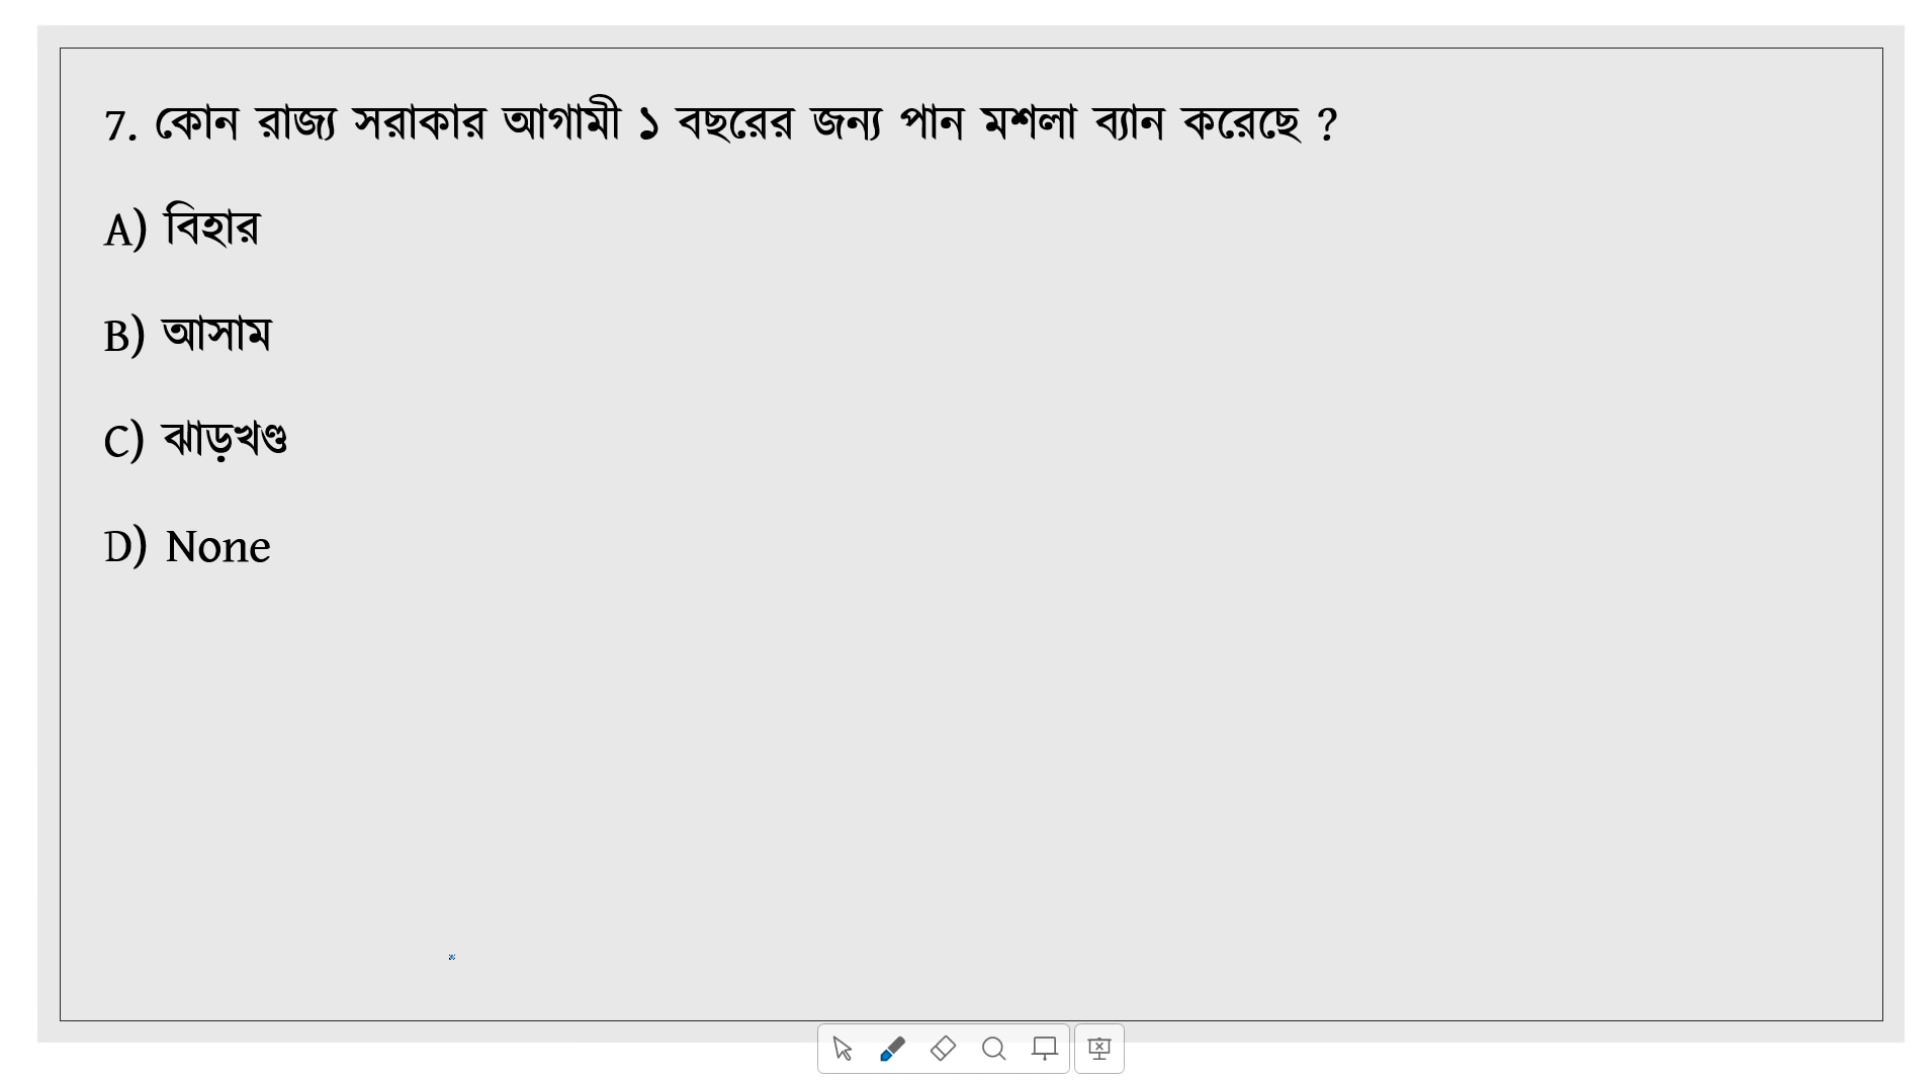 7. কোন রাজ্য সরাকার আগামী ১ বছরের জন্য পান মশলা ব্যান করেছে ?
A) বিহার
B) আসাম
C) ঝাড়খণ্ড
D) None